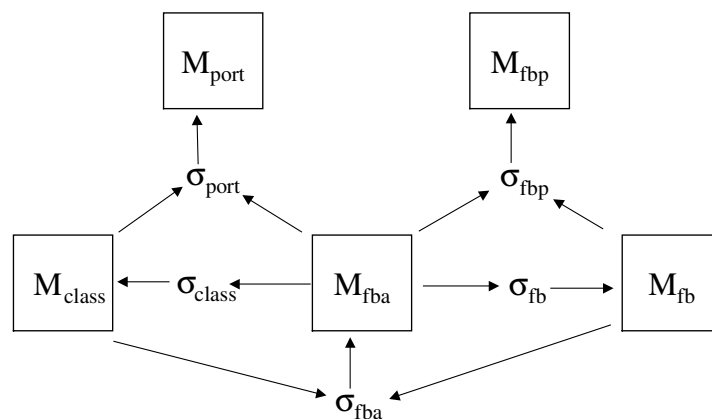 M_port M_fbp
σ_port σ_fbp
M_class σ_class M_fba σ_fb M_fb
σ_fba